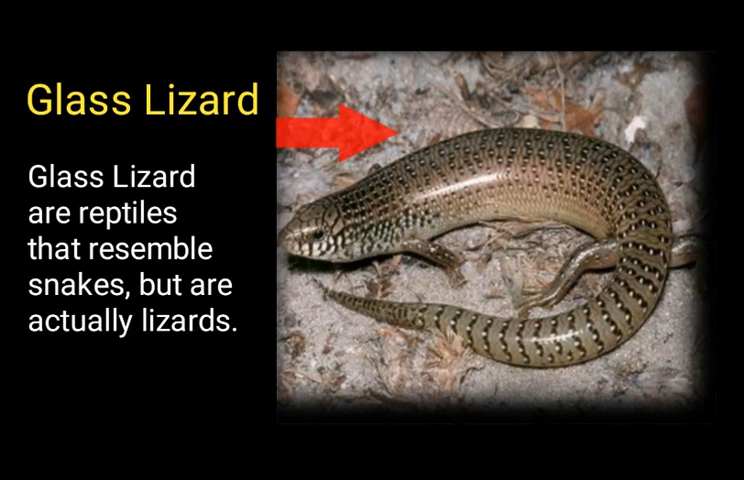 Glass Lizard
Glass Lizard
are reptiles
that resemble
snakes, but are
actually lizards.